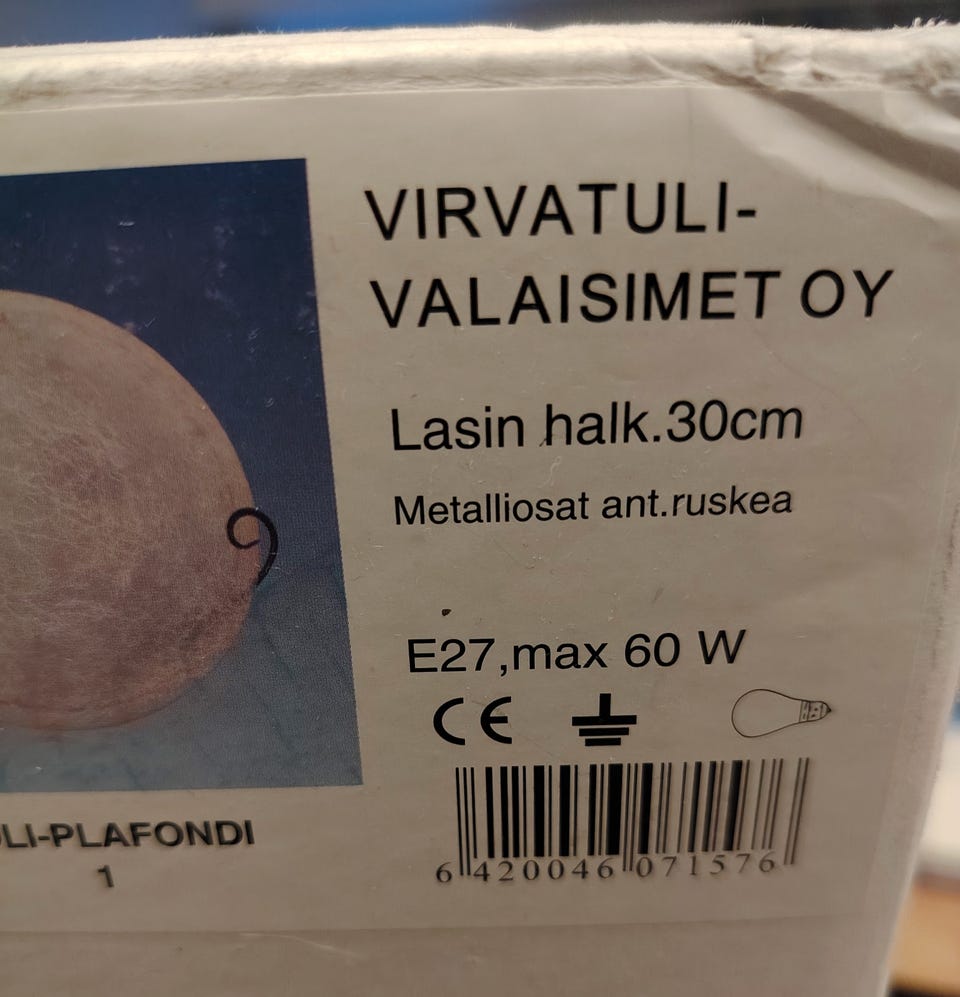 VIRVATULI-
VALAISIMET OY
Lasin halk.30cm
Metalliosat ant.ruskea
E27,max 60 W
CE
6 420046 071576
LI-PLAFONDI
1